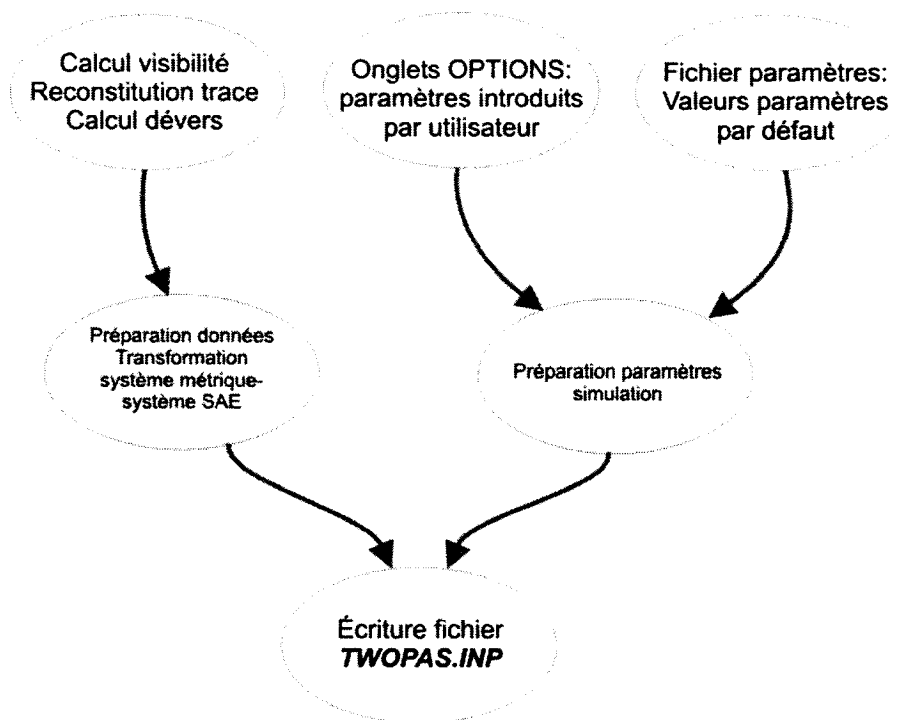 Calcul visibilité
Reconstitution trace
Calcul dévers
Onglets OPTIONS:
paramètres introduits
par utilisateur
Fichier paramètres:
Valeurs paramètres
par défaut
Préparation données
Transformation
système métrique-
système SAE
Préparation paramètres
simulation
Écriture fichier
TWOPAS.INP